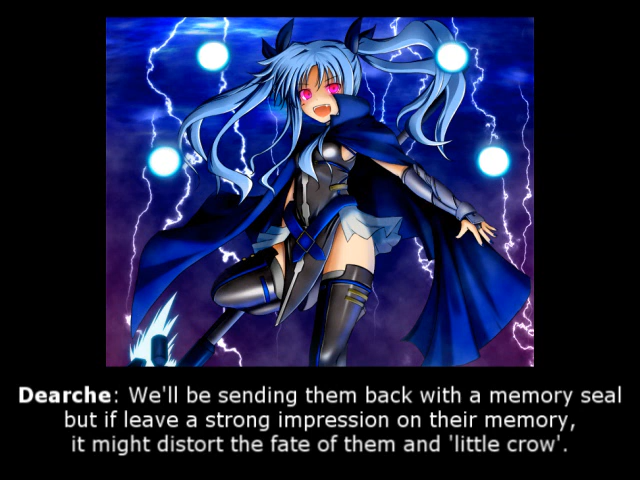 Dearche: We'll be sending them back with a memory seal
but if leave a strong impression on their memory,
it might distort the fate of them and 'little crow'.